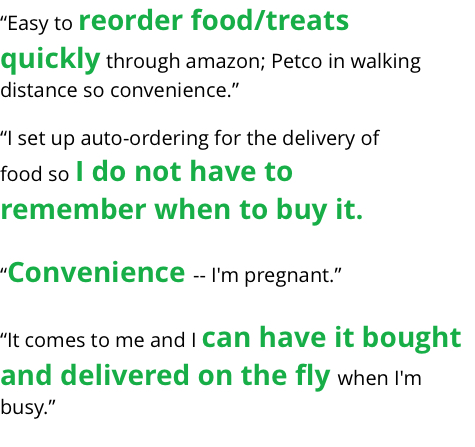 “Easy to reorder food/treats
quickly through amazon; Petco in walking
distance so convenience.”
“I set up auto-ordering for the delivery of
food so I do not have to
remember when to buy it.
“Convenience -- I'm pregnant.”
“It comes to me and I can have it bought
and delivered on the fly when I'm
busy.”